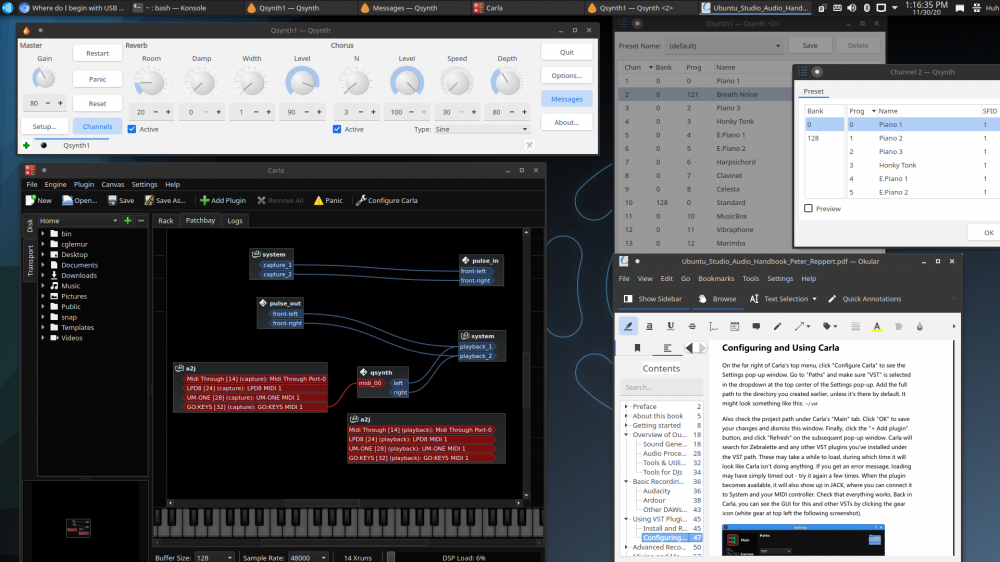 Where do I begin with USB ...
~ : bash — Konsole
Qsynth1 — Qsynth
Messages — Qsynth
Carla
Qsynth1 — Qsynth <2>
Ubuntu_Studio_Audio_Hand...
1:16:35 PM
11/30/20
Huh
Qsynth1 — Qsynth
Master
Reverb
Chorus
Gain
Restart
Room
Damp
Width
Level
N
Level
Speed
Depth
Quit
Panic
Options...
80
Reset
20
0
1
90
3
100
30
80
Messages
Setup...
Channels
Active
Active
Type:
Sine
About...
Qsynth1
Qsynth1 — Qsynth <2>
Preset Name:
(default)
Save
Delete
Chan
Bank
Prog
Name
1 0 0 Piano 1
2 0 121 Breath Noise
3 0 2 Piano 3
4 0 3 Honky Tonk
5 0 4 E.Piano 1
6 0 5 E.Piano 2
7 0 6 Harpsichord
8 0 7 Clavinet
9 0 8 Celesta
10 128 0 Standard
11 0 10 MusicBox
12 0 11 Vibraphone
13 0 12 Marimba
Channel 2 — Qsynth
Preset
Bank
Prog
Name
SFID
0
128
0 Piano 1 1
1 Piano 2 1
2 Piano 3 1
3 Honky Tonk 1
4 E.Piano 1 1
5 E.Piano 2 1
Preview
OK
Carla
File Engine Plugin Canvas Settings Help
New
Open...
Save
Save As...
Add Plugin
Remove All
Panic
Configure Carla
Disk
Transport
Home
bin
cglemur
Desktop
Documents
Downloads
Music
Pictures
Public
snap
Templates
Videos
Rack
Patchbay
Logs
system
capture_1
capture_2
pulse_in
front-left
front-right
pulse_out
front-left
front-right
system
playback_1
playback_2
a2j
Midi Through [14] (capture): Midi Through Port-0
LPD8 [24] (capture): LPD8 MIDI 1
UM-ONE [28] (capture): UM-ONE MIDI 1
GO:KEYS [32] (capture): GO:KEYS MIDI 1
qsynth
midi_00
left
right
a2j
Midi Through [14] (playback): Midi Through Port-0
LPD8 [24] (playback): LPD8 MIDI 1
UM-ONE [28] (playback): UM-ONE MIDI 1
GO:KEYS [32] (playback): GO:KEYS MIDI 1
Buffer Size:
128
Sample Rate:
48000
14 Xruns
DSP Load: 6%
Ubuntu_Studio_Audio_Handbook_Peter_Reppert.pdf — Okular
File View Edit Go Bookmarks Tools Settings Help
Show Sidebar
Browse
Text Selection
Quick Annotations
Contents
Search...
Preface 2
About this book 5
Getting started 8
Overview of Ou... 18
Sound Gene... 18
Audio Proce... 28
Tools & Utili... 32
Tools for DJs 34
Basic Recordin... 36
Audacity 36
Ardour 38
Other DAWs... 43
Using VST Plugi... 45
Install and R... 45
Configuring... 47
Advanced Reco... 50
Configuring and Using Carla
On the far right of Carla's top menu, click "Configure Carla" to see the
Settings pop-up window. Go to "Paths" and make sure "VST" is selected
in the dropdown at the top center of the Settings pop-up. Add the full
path to the directory you created earlier, unless it's there by default. It
might look something like this: ~/.vst
Also check the project path under Carla's "Main" tab. Click "OK" to save
your changes and dismiss this window. Finally, click the "+ Add plugin"
button, and click "Refresh" on the subsequent pop-up window. Carla will
search for Zebralette and any other VST plugins you've installed under
the VST path. These may take a while to load, during which time it will
look like Carla isn't doing anything. If you get an error message, loading
may have simply timed out - try it again a few times. When the plugin
becomes available, it will also show up in JACK, where you can connect it
to System and your MIDI controller. Check that everything works. Back in
Carla, you can see the GUI for this and other VSTs by clicking the gear
icon (white gear at top left the following screenshot).
Settings
Main
Paths
VST